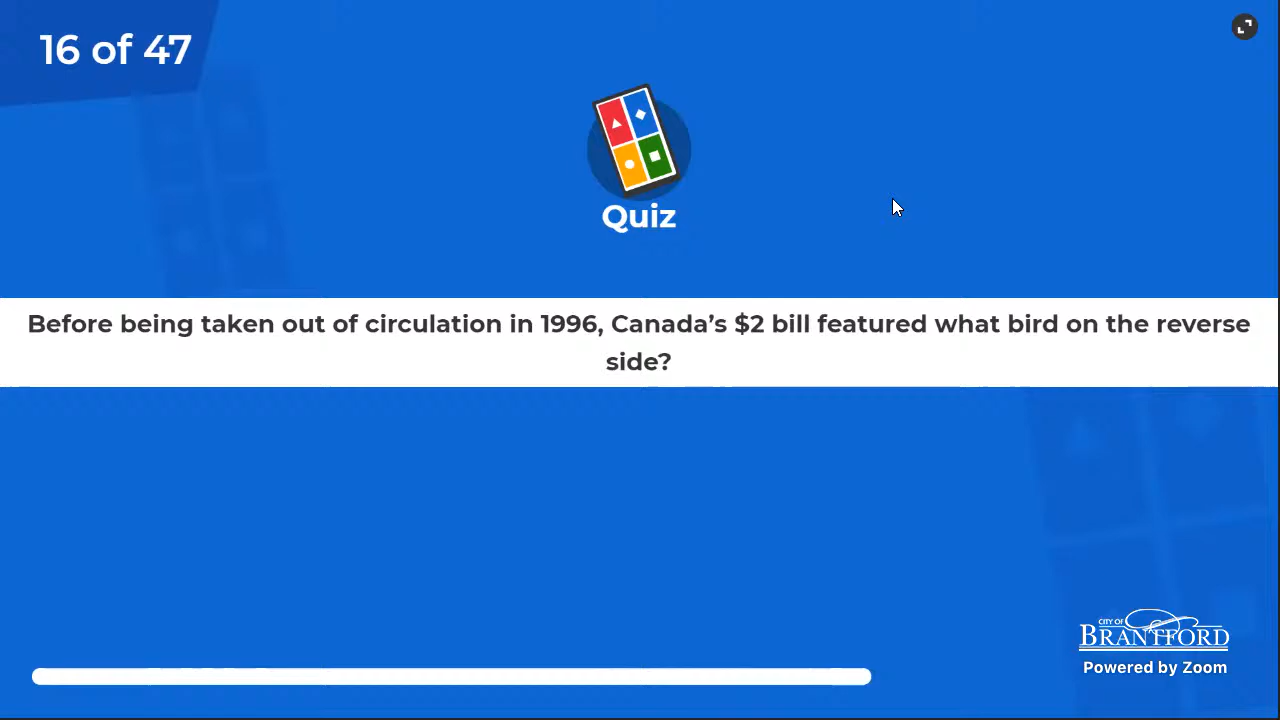 16 of 47
Quiz
Before being taken out of circulation in 1996, Canada’s $2 bill featured what bird on the reverse
side?
CITY OF
BRANTFORD
Powered by Zoom